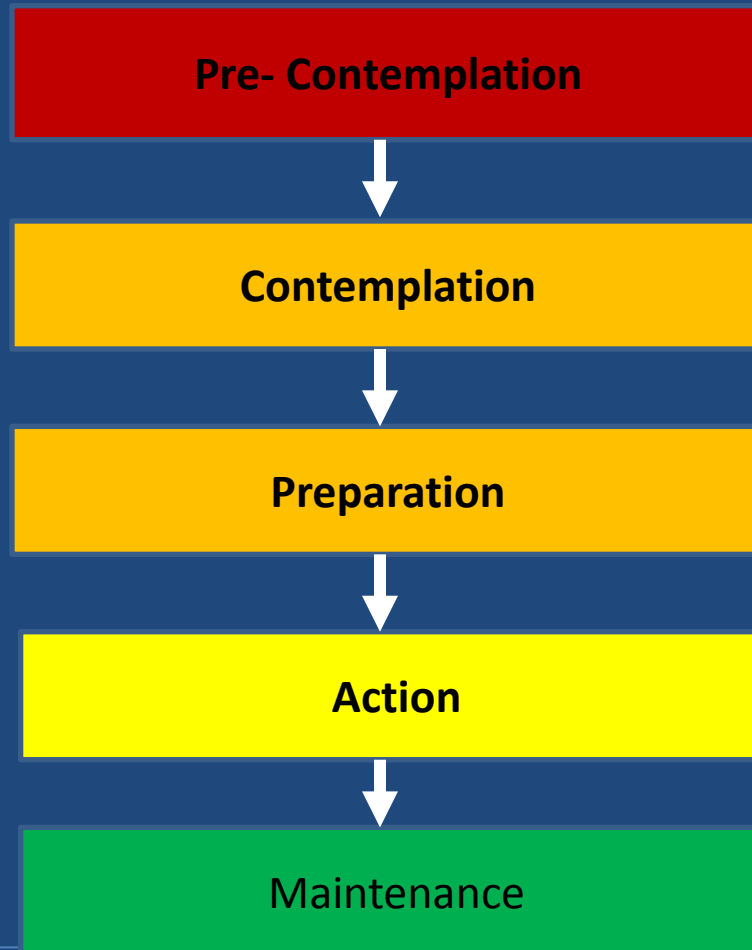 Pre- Contemplation
Contemplation
Preparation
Action
Maintenance